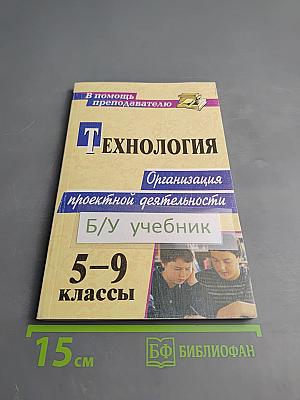 В помощь
преподавателю
ТЕХНОЛОГИЯ
Организация
проектной деятельности
Б/У учебник
5–9
классы
15 см
БФ БИБЛИОФАН